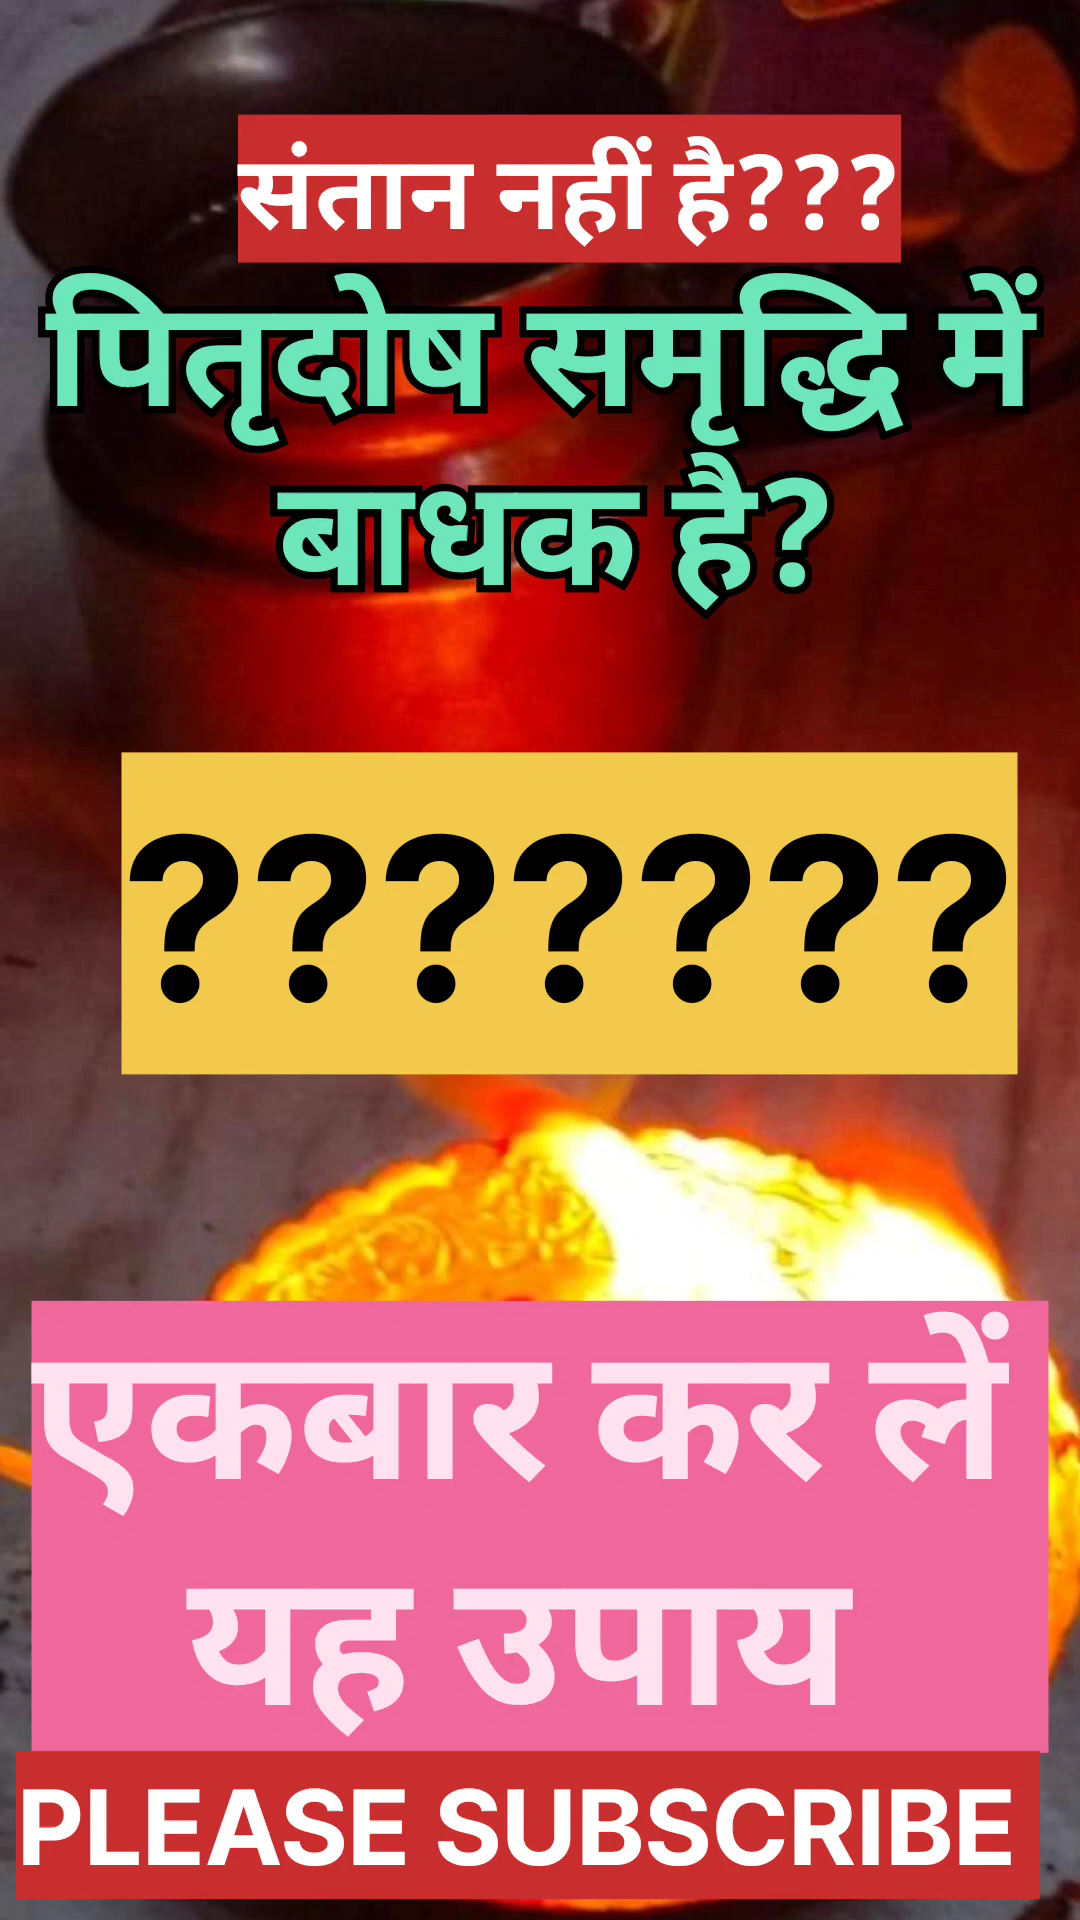 संतान नहीं है???
पितृदोष समृद्धि में
बाधक है?
???????
एकबार कर लें
यह उपाय
PLEASE SUBSCRIBE